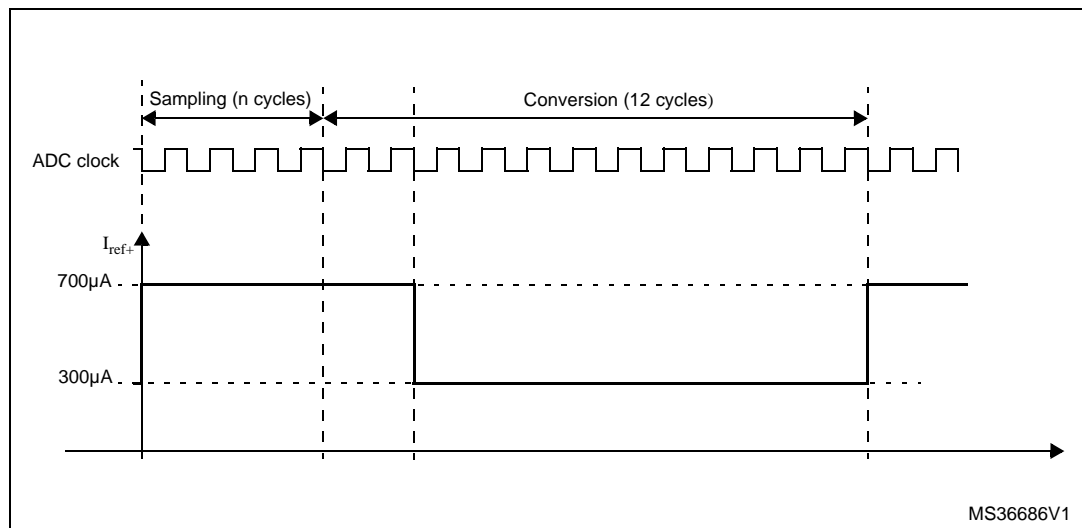 Sampling (n cycles)
Conversion (12 cycles)
ADC clock
Iref+
700µA
300µA
MS36686V1